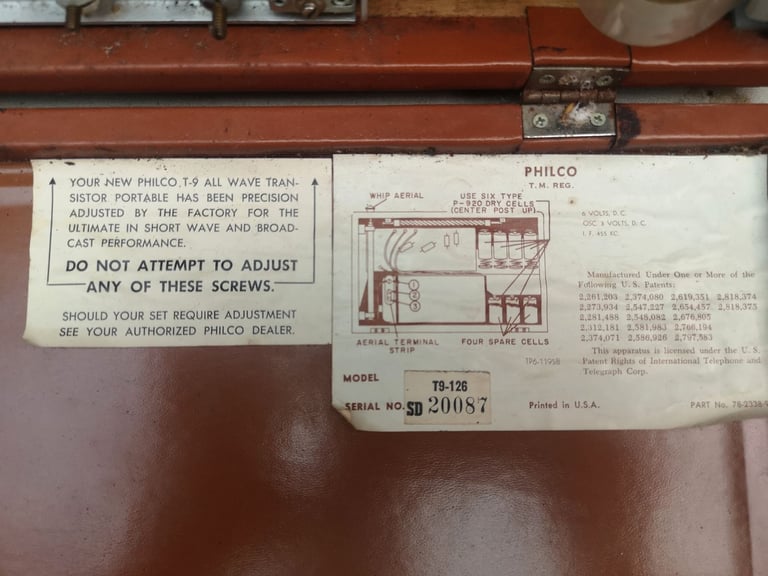 YOUR NEW PHILCO T-9 ALL WAVE TRAN-
SISTOR PORTABLE HAS BEEN PRECISION
ADJUSTED BY THE FACTORY FOR THE
ULTIMATE IN SHORT WAVE AND BROAD-
CAST PERFORMANCE.
DO NOT ATTEMPT TO ADJUST
ANY OF THESE SCREWS.
SHOULD YOUR SET REQUIRE ADJUSTMENT
SEE YOUR AUTHORIZED PHILCO DEALER.
PHILCO
T.M. REG.
WHIP AERIAL
USE SIX TYPE
P-920 DRY CELLS
(CENTER POST UP)
6 VOLTS, D.C.
OSC. 3 VOLTS, D.C.
I.F. 455 KC.
1
2
3
AERIAL TERMINAL
STRIP
FOUR SPARE CELLS
Manufactured Under One or More of the
Following U. S. Patents:
2,261,203 2,374,080 2,619,351 2,818,374
2,273,934 2,547,227 2,654,457 2,818,375
2,281,488 2,548,082 2,676,805
2,312,181 2,581,983 2,766,194
2,374,071 2,586,926 2,797,583
This apparatus is licensed under the U. S.
Patent Rights of International Telephone and
Telegraph Corp.
TP6-1195B
MODEL T9-126
SERIAL NO. SD 20087
Printed in U.S.A.
PART No. 76-2338-9